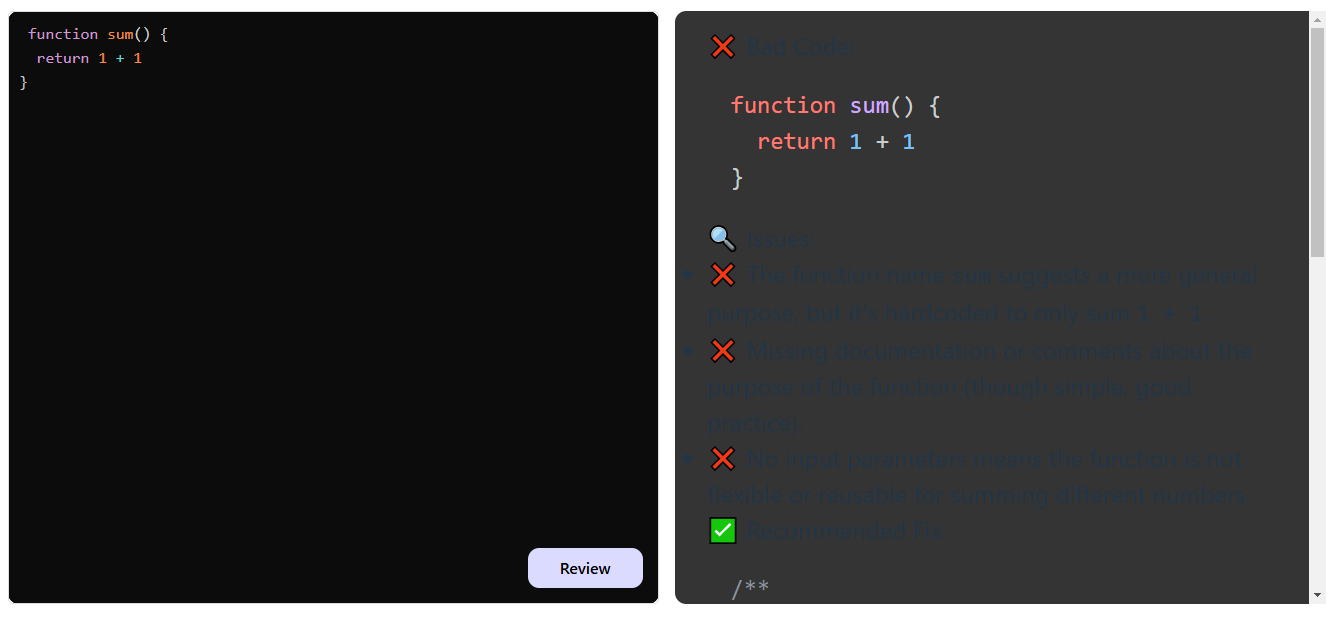 function sum() {
return 1 + 1
}
Review
❌ Bad Code:
function sum() {
return 1 + 1
}
🔍 Issues:
• ❌ The function name sum suggests a more general
purpose, but it's hardcoded to only sum 1 + 1.
• ❌ Missing documentation or comments about the
purpose of the function (though simple, good
practice).
• ❌ No input parameters means the function is not
flexible or reusable for summing different numbers.
✅ Recommended Fix:
/**